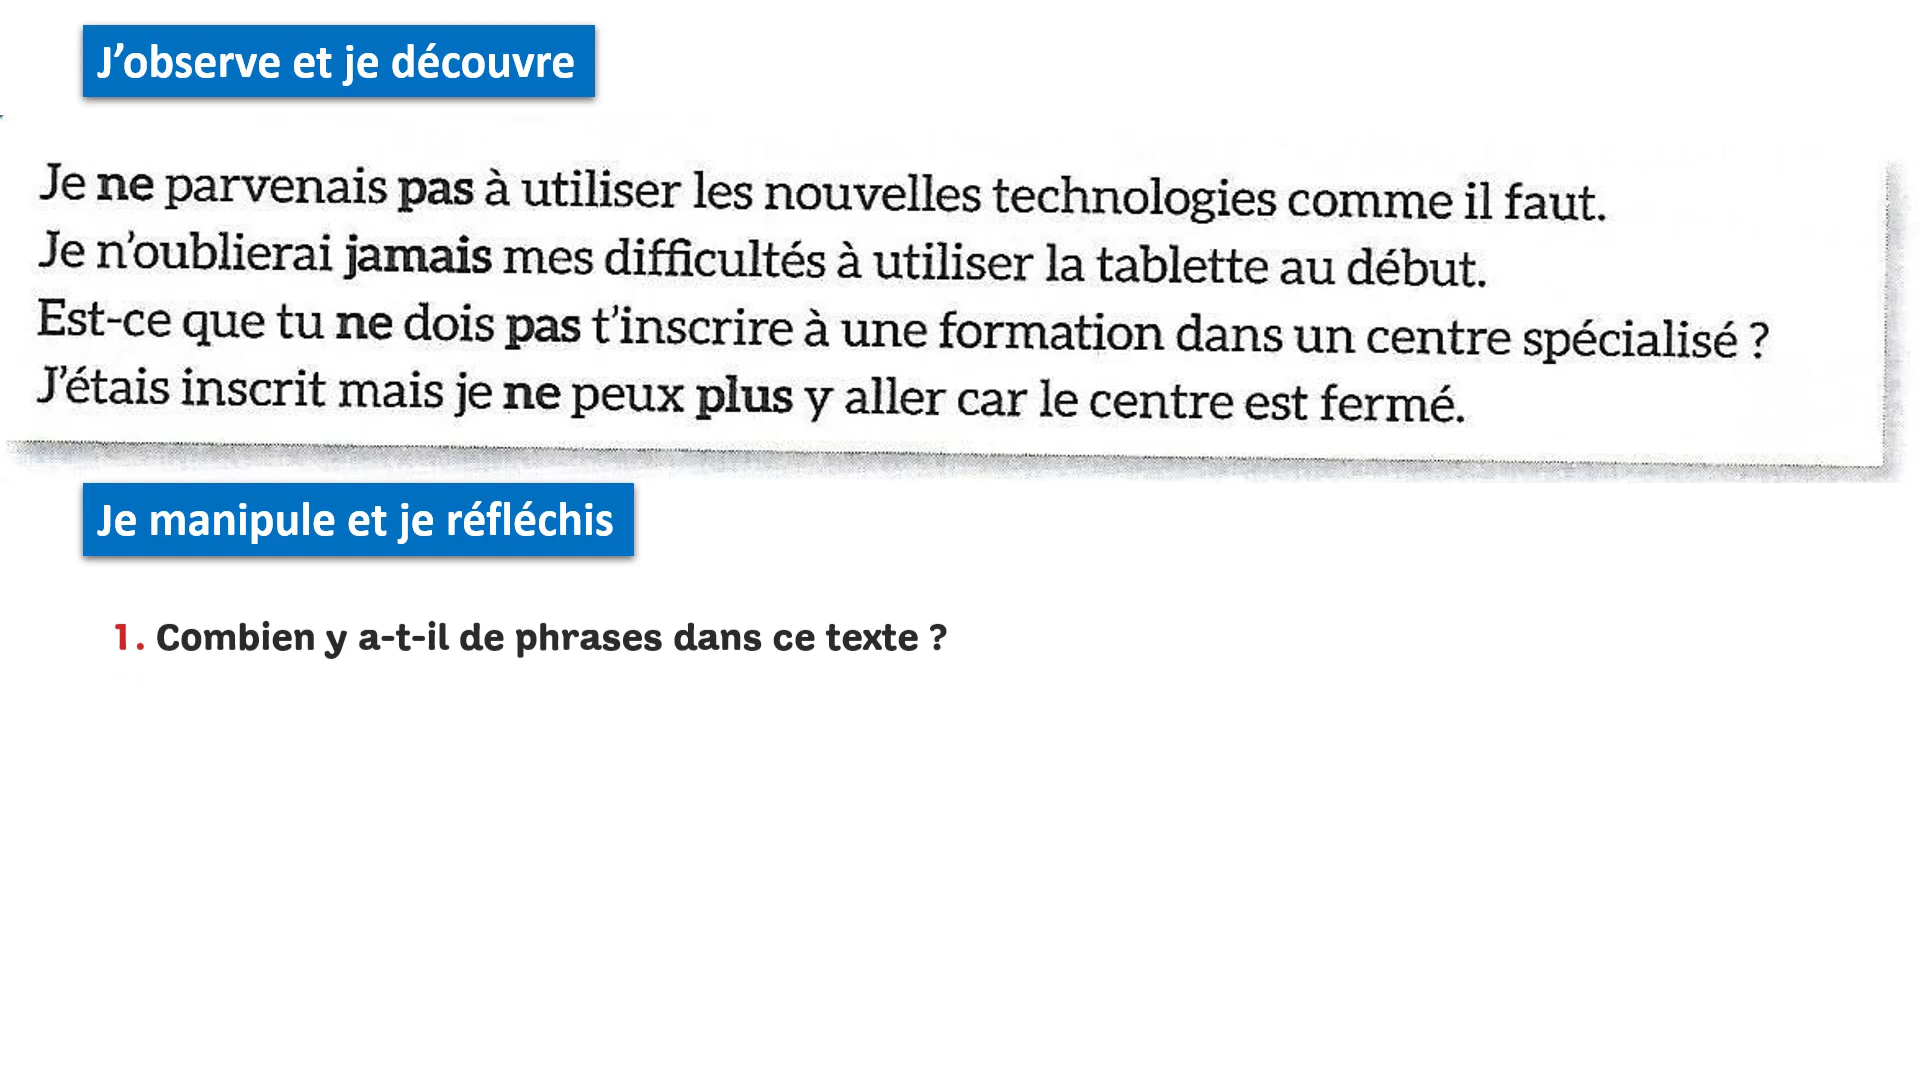 J’observe et je découvre
Je ne parvenais pas à utiliser les nouvelles technologies comme il faut.
Je n’oublierai jamais mes difficultés à utiliser la tablette au début.
Est-ce que tu ne dois pas t’inscrire à une formation dans un centre spécialisé ?
J’étais inscrit mais je ne peux plus y aller car le centre est fermé.
Je manipule et je réfléchis
1. Combien y a-t-il de phrases dans ce texte ?